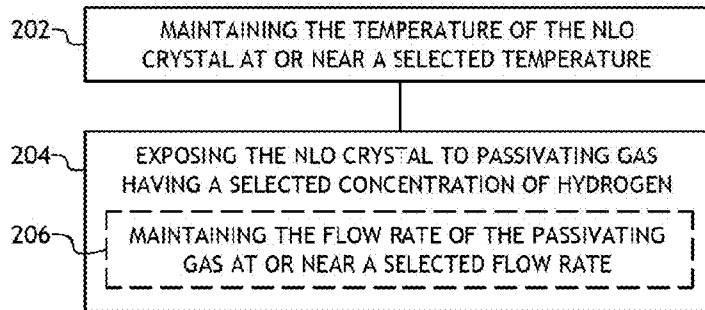 202
MAINTAINING THE TEMPERATURE OF THE NLO
CRYSTAL AT OR NEAR A SELECTED TEMPERATURE
204
EXPOSING THE NLO CRYSTAL TO PASSIVATING GAS
HAVING A SELECTED CONCENTRATION OF HYDROGEN
206
MAINTAINING THE FLOW RATE OF THE PASSIVATING
GAS AT OR NEAR A SELECTED FLOW RATE